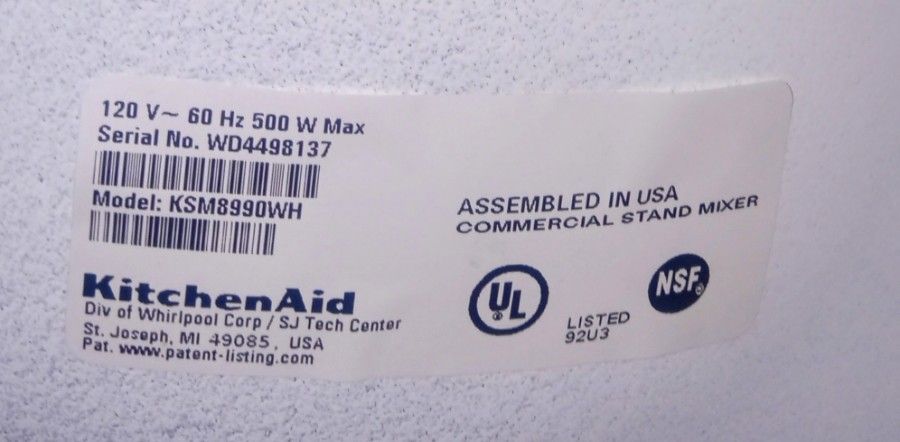 120 V~ 60 Hz 500 W Max
Serial No. WD4498137
Model: KSM8990WH
KitchenAid
Div of Whirlpool Corp / SJ Tech Center
St. Joseph, MI 49085, USA
Pat. www.patent-listing.com
ASSEMBLED IN USA
COMMERCIAL STAND MIXER
UL
LISTED
92U3
NSF